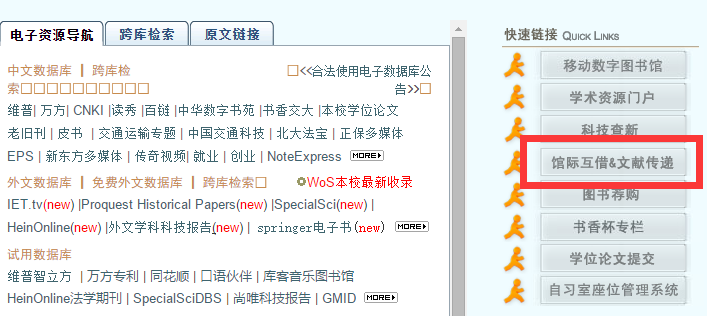 电子资源导航 跨库检索 原文链接
中文数据库 | 跨库检
索□□□□□□□□□□ □<<合法使用电子数据库公
告>>□
维普| 万方| CNKI |读秀 |百链 |中华数字书苑 |书香交大 |本校学位论文
老旧刊 | 皮书 | 交通运输专题 | 中国交通科技 | 北大法宝 | 正保多媒体
EPS | 新东方多媒体 | 传奇视频| 就业 | 创业 | NoteExpress MORE
外文数据库 | 免费外文数据库 | 跨库检索□ WoS本校最新收录
IET.tv(new) |Proquest Historical Papers(new) |SpecialSci(new) |
HeinOnline(new) |外文学科科技报告(new) | springer电子书(new) MORE
试用数据库
维普智立方 | 万方专利 | 同花顺 | 口语伙伴 | 库客音乐图书馆
HeinOnline法学期刊 | SpecialSciDBS | 尚唯科技报告 | GMID MORE
快速链接 Quick Links
移动数字图书馆
学术资源门户
科技查新
馆际互借&文献传递
图书荐购
书香杯专栏
学位论文提交
自习室座位管理系统